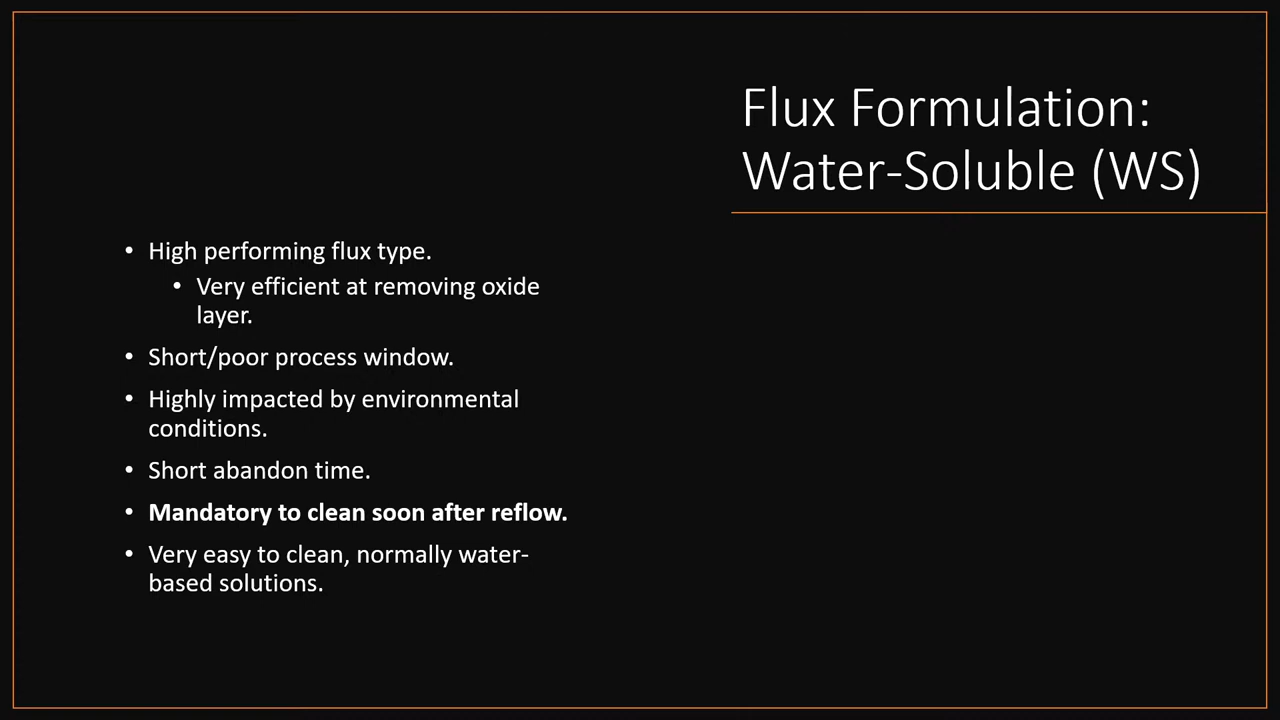 Flux Formulation:
Water-Soluble (WS)
• High performing flux type.
• Very efficient at removing oxide
layer.
• Short/poor process window.
• Highly impacted by environmental
conditions.
• Short abandon time.
• Mandatory to clean soon after reflow.
• Very easy to clean, normally water-
based solutions.